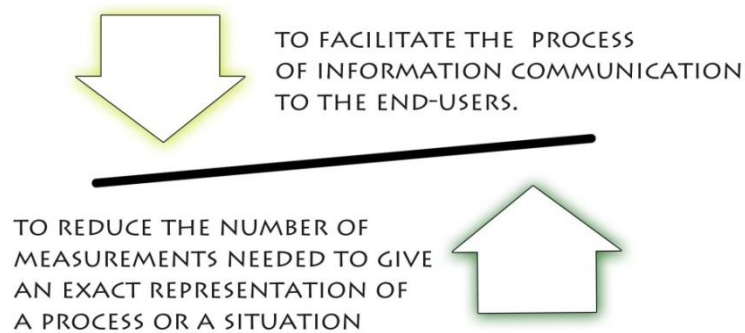 TO FACILITATE THE PROCESS
OF INFORMATION COMMUNICATION
TO THE END-USERS.
TO REDUCE THE NUMBER OF
MEASUREMENTS NEEDED TO GIVE
AN EXACT REPRESENTATION OF
A PROCESS OR A SITUATION